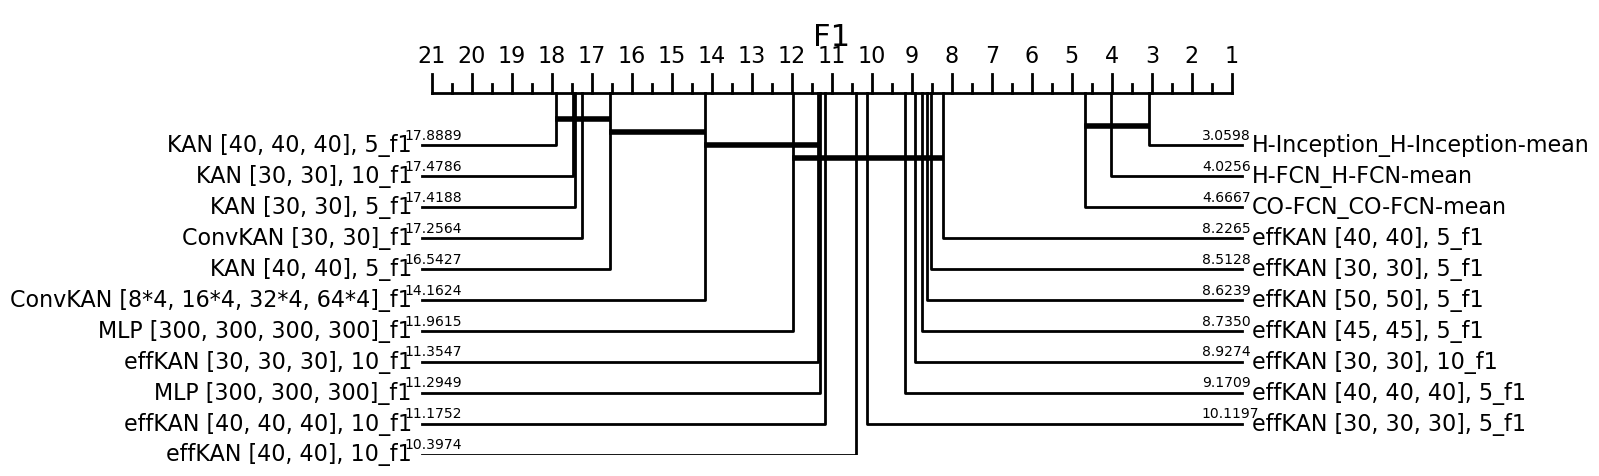 F1
21 20 19 18 17 16 15 14 13 12 11 10 9 8 7 6 5 4 3 2 1
KAN [40, 40, 40], 5_f1 17.8889 3.0598 H-Inception_H-Inception-mean
KAN [30, 30], 10_f1 17.4786 4.0256 H-FCN_H-FCN-mean
KAN [30, 30], 5_f1 17.4188 4.6667 CO-FCN_CO-FCN-mean
ConvKAN [30, 30]_f1 17.2564 8.2265 effKAN [40, 40], 5_f1
KAN [40, 40], 5_f1 16.5427 8.5128 effKAN [30, 30], 5_f1
ConvKAN [8*4, 16*4, 32*4, 64*4]_f1 14.1624 8.6239 effKAN [50, 50], 5_f1
MLP [300, 300, 300, 300]_f1 11.9615 8.7350 effKAN [45, 45], 5_f1
effKAN [30, 30, 30], 10_f1 11.3547 8.9274 effKAN [30, 30], 10_f1
MLP [300, 300, 300]_f1 11.2949 9.1709 effKAN [40, 40, 40], 5_f1
effKAN [40, 40, 40], 10_f1 11.1752 10.1197 effKAN [30, 30, 30], 5_f1
effKAN [40, 40], 10_f1 10.3974